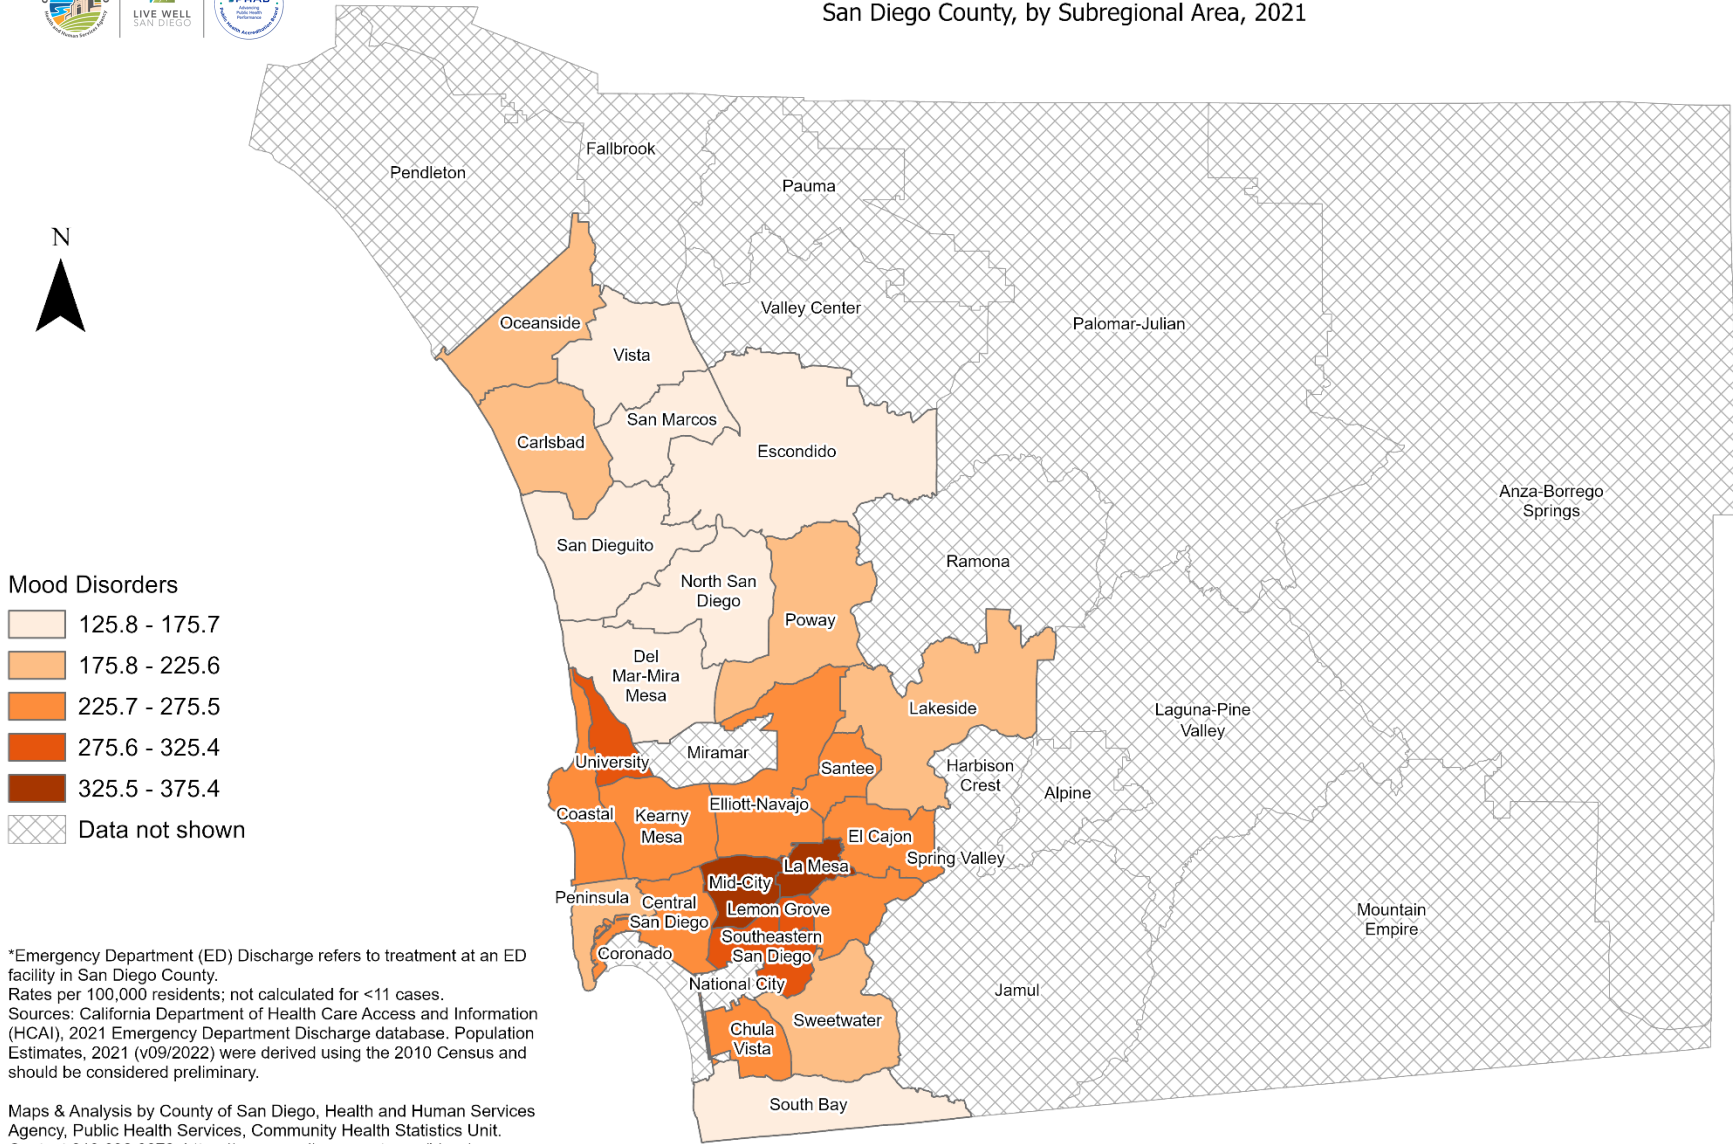 LIVE WELL
SAN DIEGO
San Diego County, by Subregional Area, 2021
Fallbrook
Pendleton
Pauma
N
Valley Center
Oceanside
Palomar-Julian
Vista
San Marcos
Carlsbad
Escondido
Anza-Borrego
Springs
San Dieguito
Ramona
North San
Diego
Poway
Del
Mar-Mira
Mesa
Lakeside
Laguna-Pine
Valley
Miramar
University
Santee
Harbison
Crest
Alpine
Elliott-Navajo
Coastal
Kearny
Mesa
El Cajon
Spring Valley
La Mesa
Mid-City
Peninsula
Central
San Diego
Lemon Grove
Mountain
Empire
Southeastern
San Diego
Coronado
National City
Jamul
Sweetwater
Chula
Vista
South Bay
Mood Disorders
125.8 - 175.7
175.8 - 225.6
225.7 - 275.5
275.6 - 325.4
325.5 - 375.4
Data not shown
*Emergency Department (ED) Discharge refers to treatment at an ED
facility in San Diego County.
Rates per 100,000 residents; not calculated for <11 cases.
Sources: California Department of Health Care Access and Information
(HCAI), 2021 Emergency Department Discharge database. Population
Estimates, 2021 (v09/2022) were derived using the 2010 Census and
should be considered preliminary.
Maps & Analysis by County of San Diego, Health and Human Services
Agency, Public Health Services, Community Health Statistics Unit.